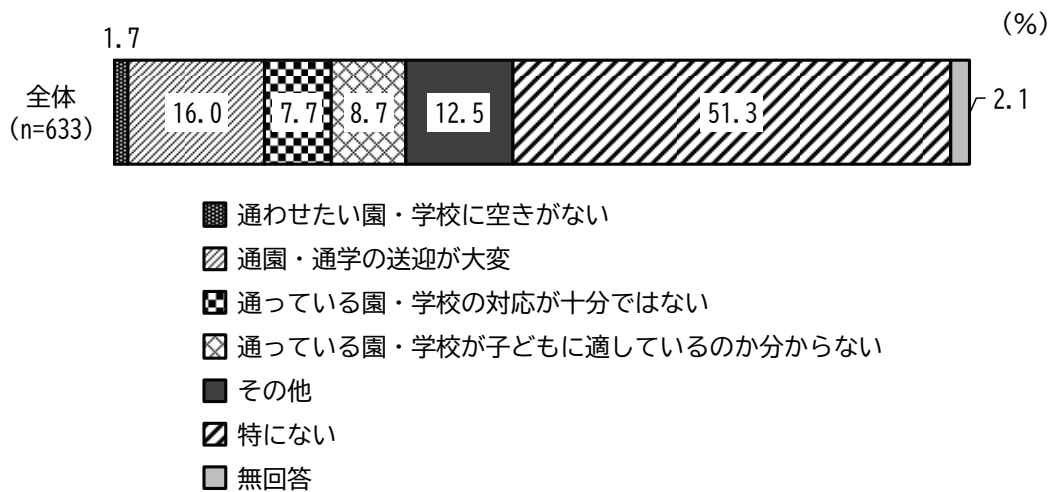 (%)
1.7
全体
(n=633)
16.0
7.7
8.7
12.5
51.3
2.1
通わせたい園・学校に空きがない
通園・通学の送迎が大変
通っている園・学校の対応が十分ではない
通っている園・学校が子どもに適しているのか分からない
その他
特にない
無回答